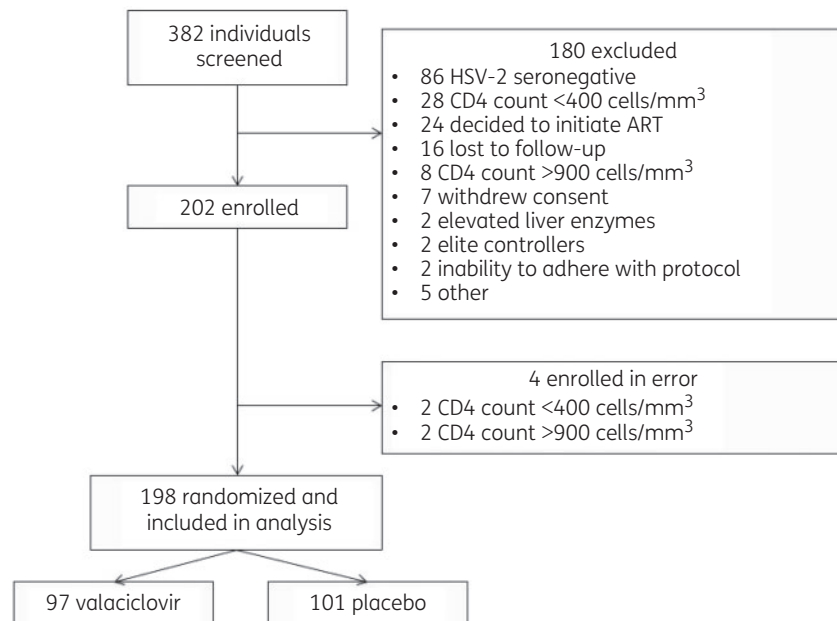 382 individuals
screened
180 excluded
• 86 HSV-2 seronegative
• 28 CD4 count <400 cells/mm³
• 24 decided to initiate ART
• 16 lost to follow-up
• 8 CD4 count >900 cells/mm³
• 7 withdrew consent
• 2 elevated liver enzymes
• 2 elite controllers
• 2 inability to adhere with protocol
• 5 other
202 enrolled
4 enrolled in error
• 2 CD4 count <400 cells/mm³
• 2 CD4 count >900 cells/mm³
198 randomized and
included in analysis
97 valaciclovir
101 placebo